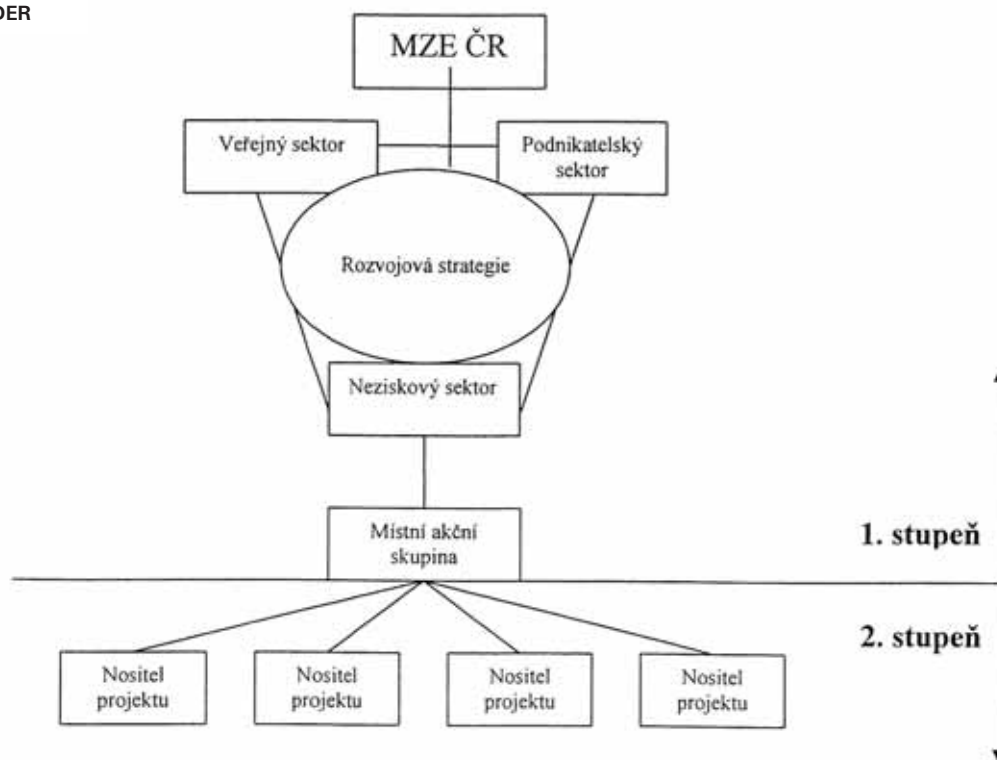 DER
MZE ČR
Veřejný sektor
Podnikatelský
sektor
Rozvojová strategie
Neziskový sektor
Místní akční
skupina
1. stupeň
2. stupeň
Nositel
projektu
Nositel
projektu
Nositel
projektu
Nositel
projektu